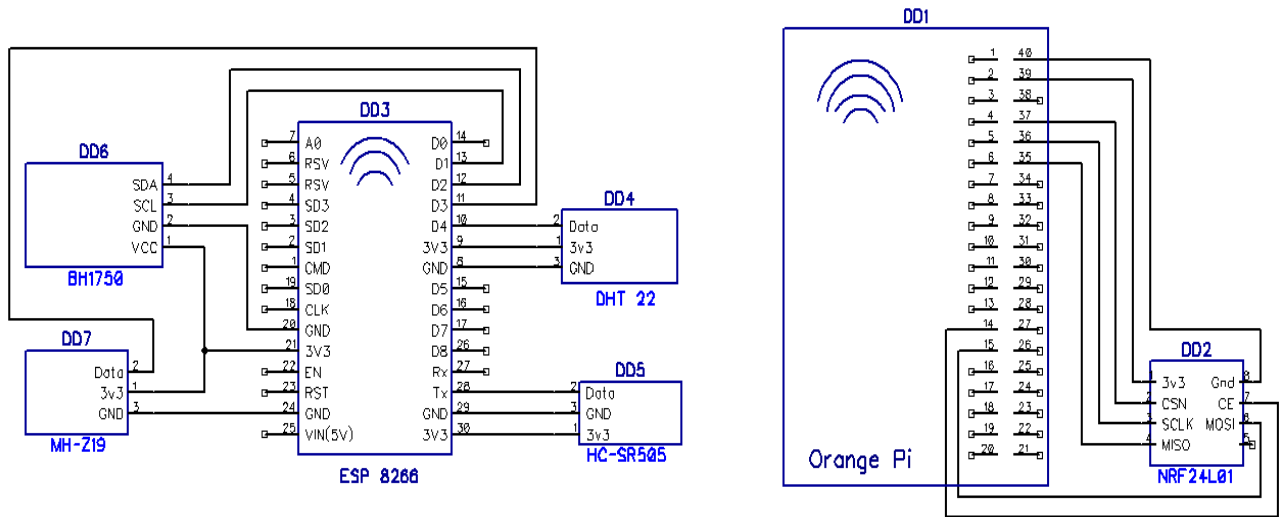 DD6
SDA 4
SCL 3
GND 2
VCC 1
BH1750
DD7
Data 2
3v3 1
GND 3
MH-Z19
DD3
7 A0 D0 14
6 RSV D1 13
5 RSV D2 12
4 SD3 D3 11
3 SD2 D4 10
2 SD1 3V3 9
1 CMD GND 8
19 SD0 D5 15
18 CLK D6 16
20 GND D7 17
21 3V3 D8 26
22 EN Rx 27
23 RST Tx 28
24 GND GND 29
25 VIN(5V) 3V3 30
ESP 8266
DD4
2 Data
1 3v3
3 GND
DHT 22
DD5
2 Data
3 GND
1 3v3
HC-SR505
DD1
1 40
2 39
3 38
4 37
5 36
6 35
7 34
8 33
9 32
10 31
11 30
12 29
13 28
14 27
15 26
16 25
17 24
18 23
19 22
20 21
Orange Pi
DD2
1 3v3 Gnd 8
2 CSN CE 7
3 SCLK MOSI 6
4 MISO 5
NRF24L01